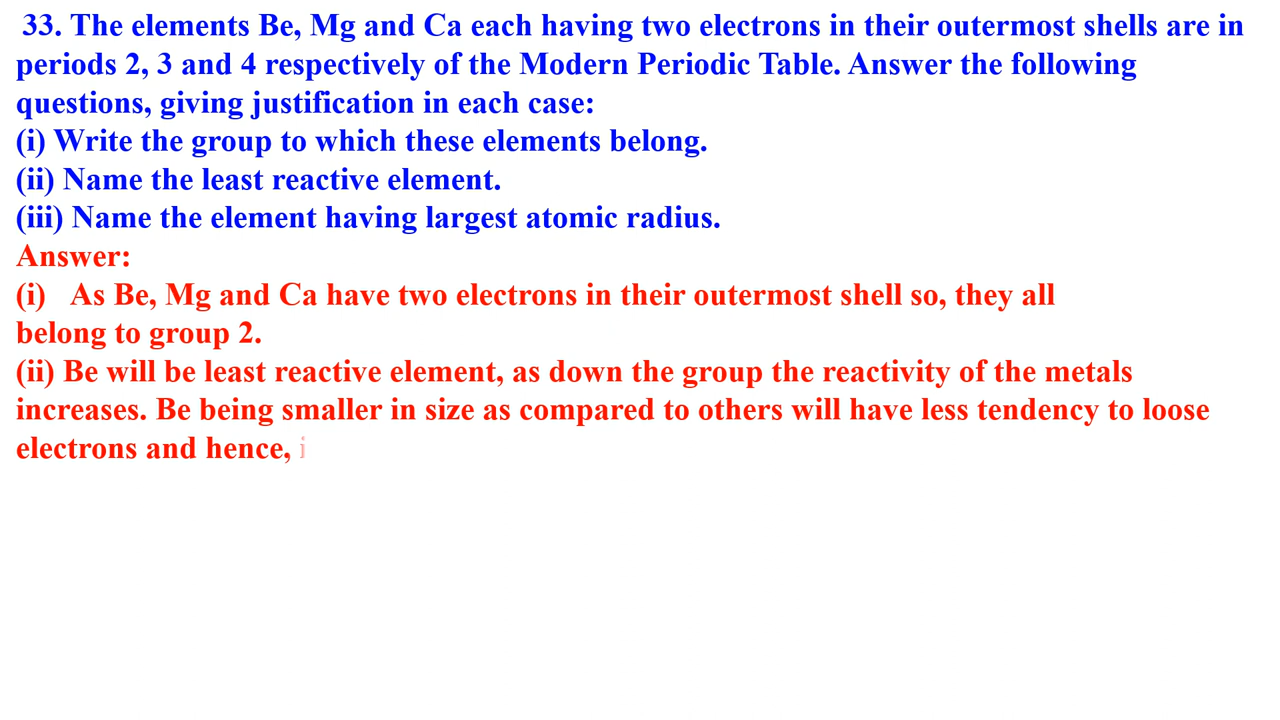 33. The elements Be, Mg and Ca each having two electrons in their outermost shells are in
periods 2, 3 and 4 respectively of the Modern Periodic Table. Answer the following
questions, giving justification in each case:
(i) Write the group to which these elements belong.
(ii) Name the least reactive element.
(iii) Name the element having largest atomic radius.
Answer:
(i) As Be, Mg and Ca have two electrons in their outermost shell so, they all
belong to group 2.
(ii) Be will be least reactive element, as down the group the reactivity of the metals
increases. Be being smaller in size as compared to others will have less tendency to loose
electrons and hence, i